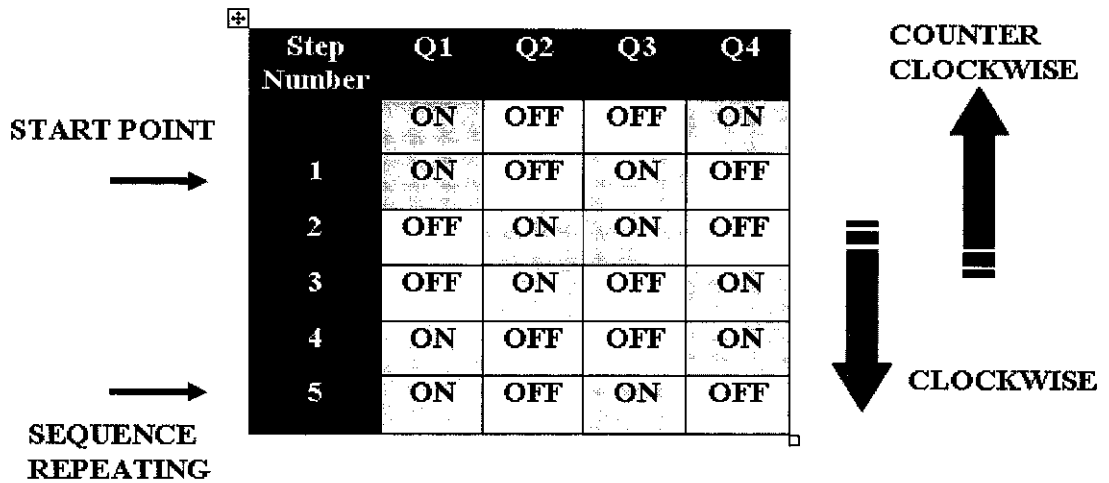 Step Number Q1 Q2 Q3 Q4
ON OFF OFF ON
1 ON OFF ON OFF
2 OFF ON ON OFF
3 OFF ON OFF ON
4 ON OFF OFF ON
5 ON OFF ON OFF
START POINT
SEQUENCE
REPEATING
COUNTER
CLOCKWISE
CLOCKWISE